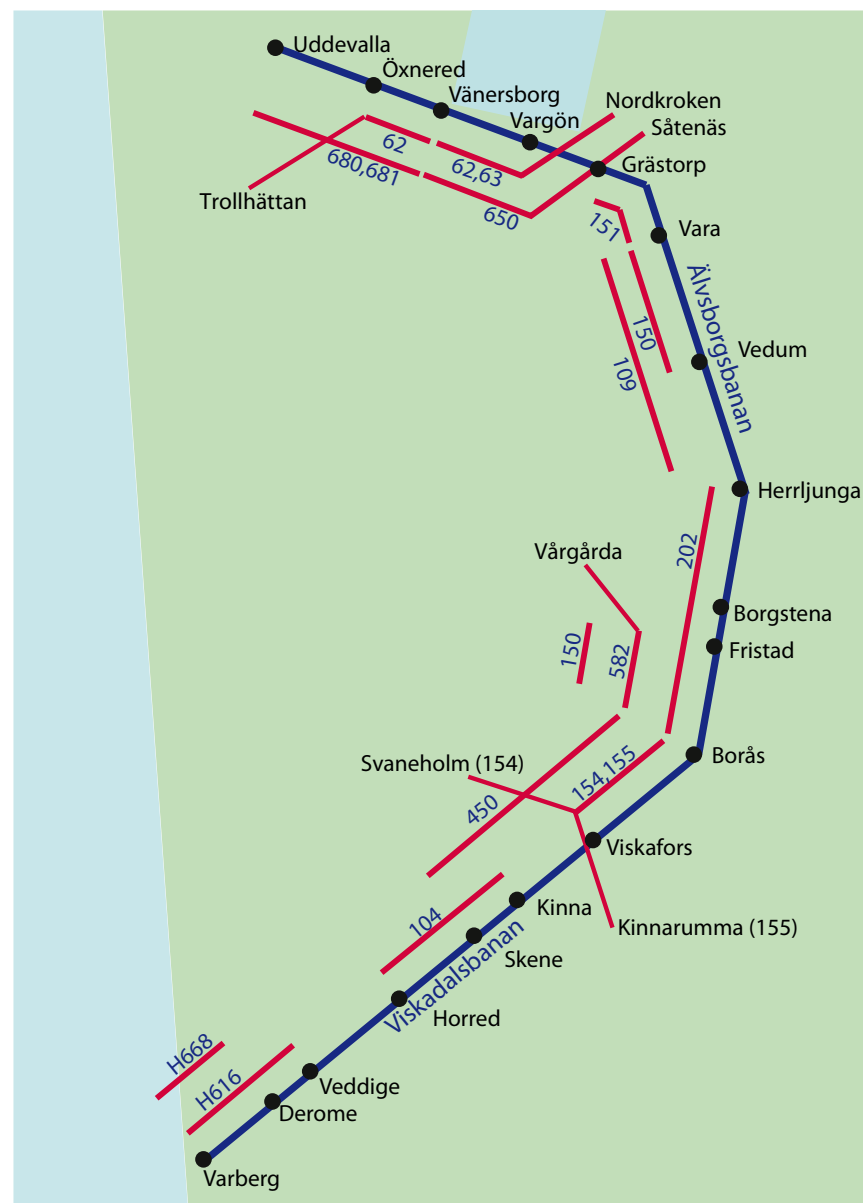 Uddevalla
Öxnered
Vänersborg
Nordkroken
Vargön
Såtenäs
62
62,63
680,681
Grästorp
Trollhättan
650
151
Vara
Älvsborgsbanan
150
Vedum
109
Herrljunga
202
Vårgårda
Borgstena
150
582
Fristad
Svaneholm (154)
154,155
Borås
450
Viskafors
Kinna
104
Kinnarumma (155)
Skene
Viskadalsbanan
Horred
H668
H616
Veddige
Derome
Varberg